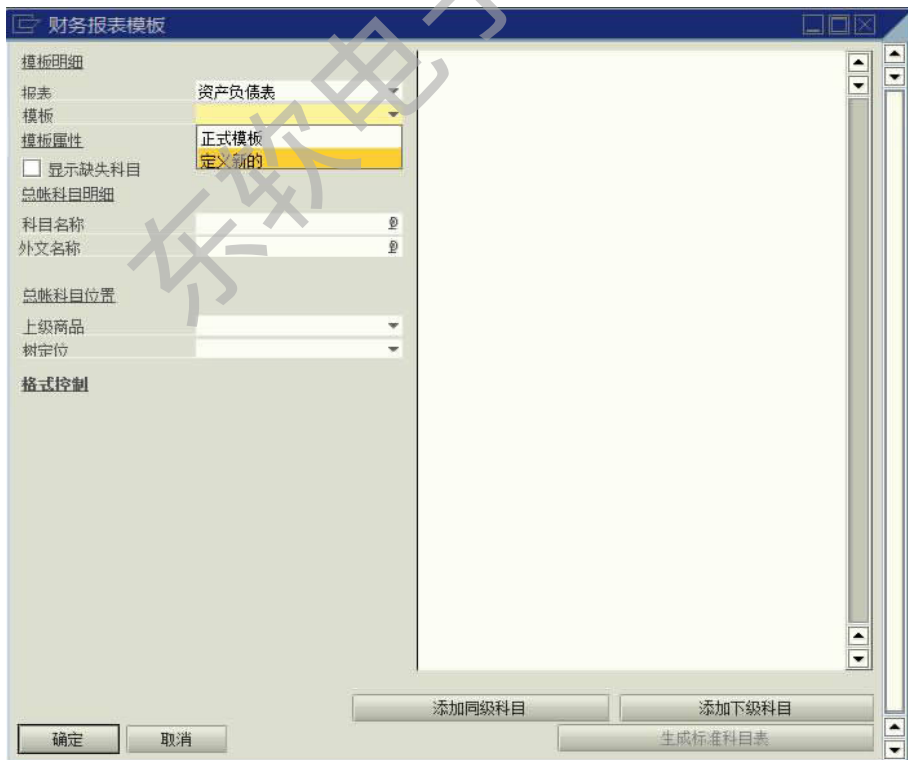 财务报表模板
模板明细
报表 资产负债表
模板
正式模板
模板属性
定义新的
显示缺失科目
总帐科目明细
科目名称
外文名称
总帐科目位置
上级商品
树定位
格式控制
添加同级科目 添加下级科目
确定 取消 生成标准科目表
东软电子